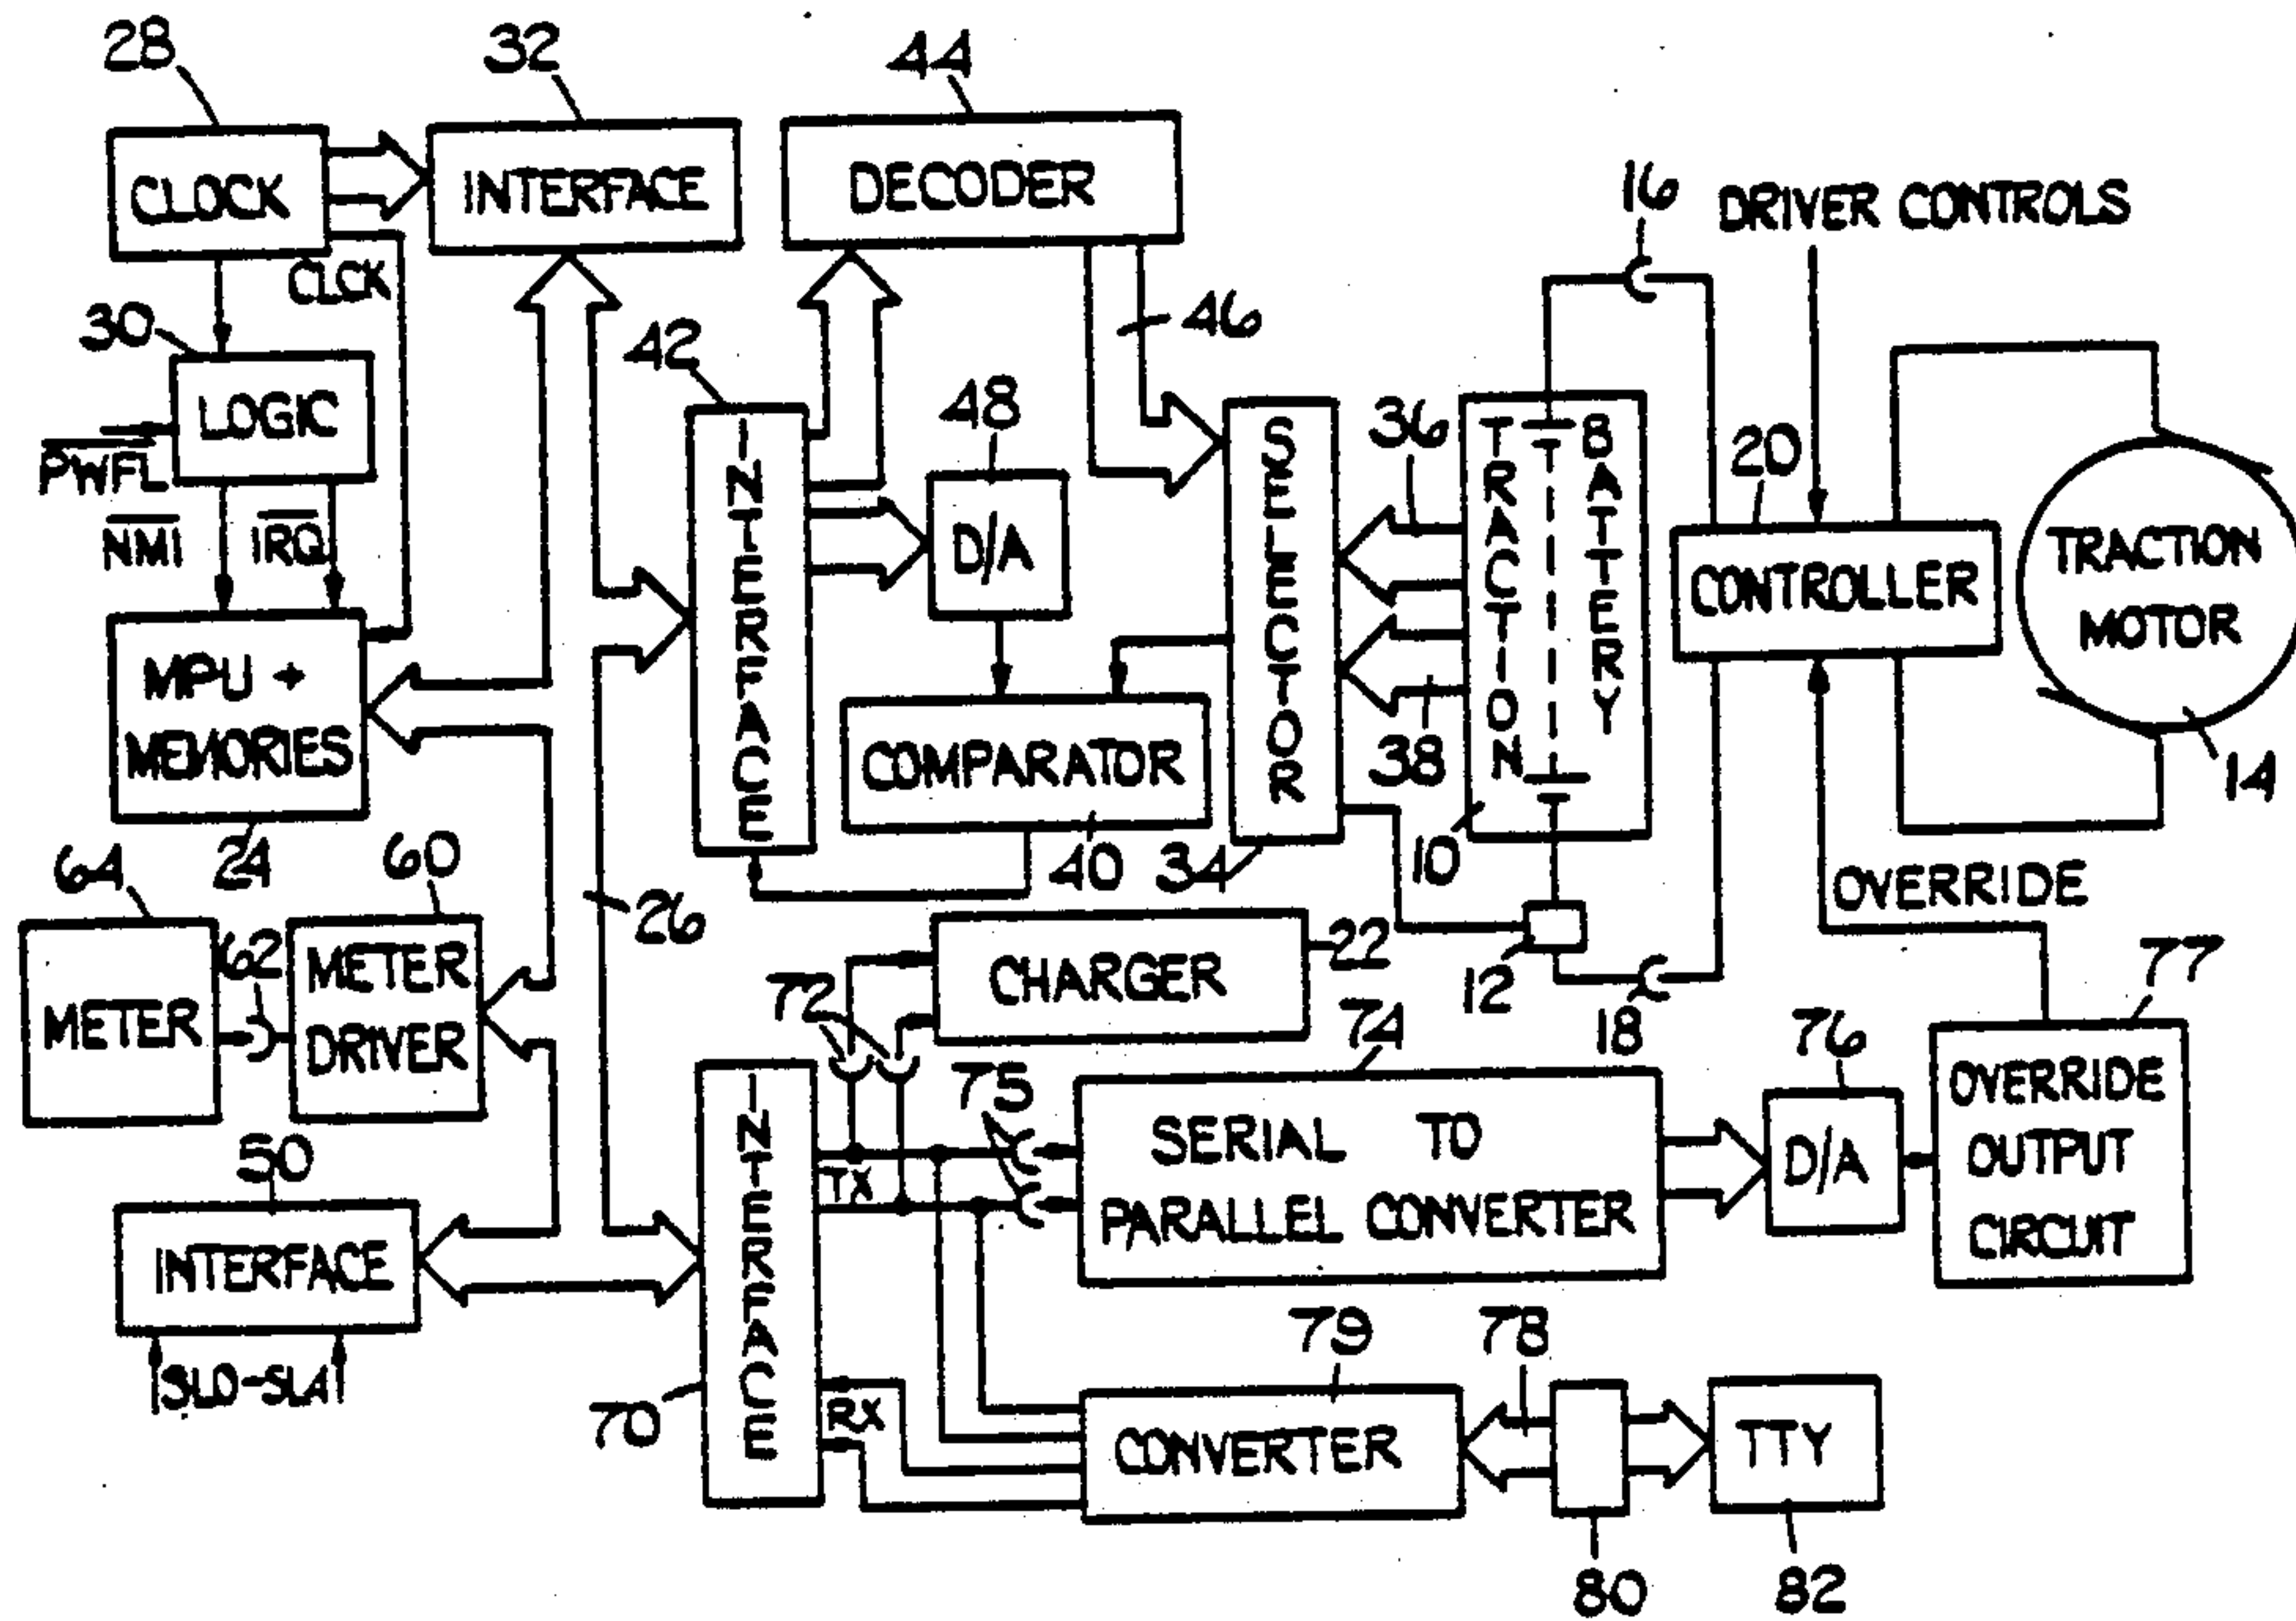 28
32
44
CLOCK
INTERFACE
DECODER
16
DRIVER CONTROLS
CLCK
30
42
46
LOGIC
PWFL
48
36
20
NMI
IRQ
D/A
SELECTOR
TRACTION
BATTERY
INTERFACE
CONTROLLER
TRACTION
MOTOR
MPU +
MEMORIES
COMPARATOR
38
14
64
24
60
26
40
34
10
OVERRIDE
62
METER
METER
DRIVER
72
CHARGER
22
12
18
74
76
77
75
50
INTERFACE
TX
SERIAL TO
PARALLEL CONVERTER
D/A
OVERRIDE
OUTPUT
CIRCUIT
INTERFACE
SL0-SL4
79
78
70
RX
CONVERTER
TTY
80
82